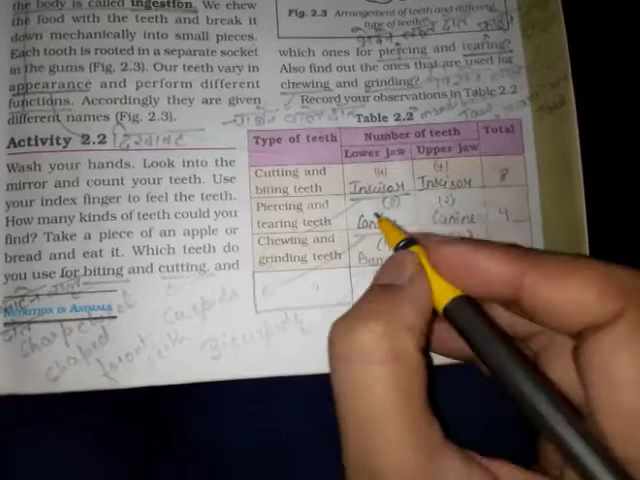 the body is called ingestion. We chew
the food with the teeth and break it
down mechanically into small pieces.
Each tooth is rooted in a separate socket
in the gums (Fig. 2.3). Our teeth vary in
appearance and perform different
functions. Accordingly they are given
different names (Fig. 2.3).
Activity 2.2
Wash your hands. Look into the
mirror and count your teeth. Use
your index finger to feel the teeth.
How many kinds of teeth could you
find? Take a piece of an apple or
bread and eat it. Which teeth do
you use for biting and cutting, and
NUTRITION IN ANIMALS
shaped
front teeth
cuspids
Bicuspids
Fig. 2.3 Arrangement of teeth and different
type of teeth
which ones for piercing and tearing?
Also find out the ones that are used for
chewing and grinding?
Record your observations in Table 2.2
Table 2.2
Type of teeth Number of teeth Total
Lower jaw Upper jaw
(4) (4)
Cutting and biting teeth Incisor Incisor 8
(2) (2)
Piercing and tearing teeth Canine 4
Chewing and grinding teeth